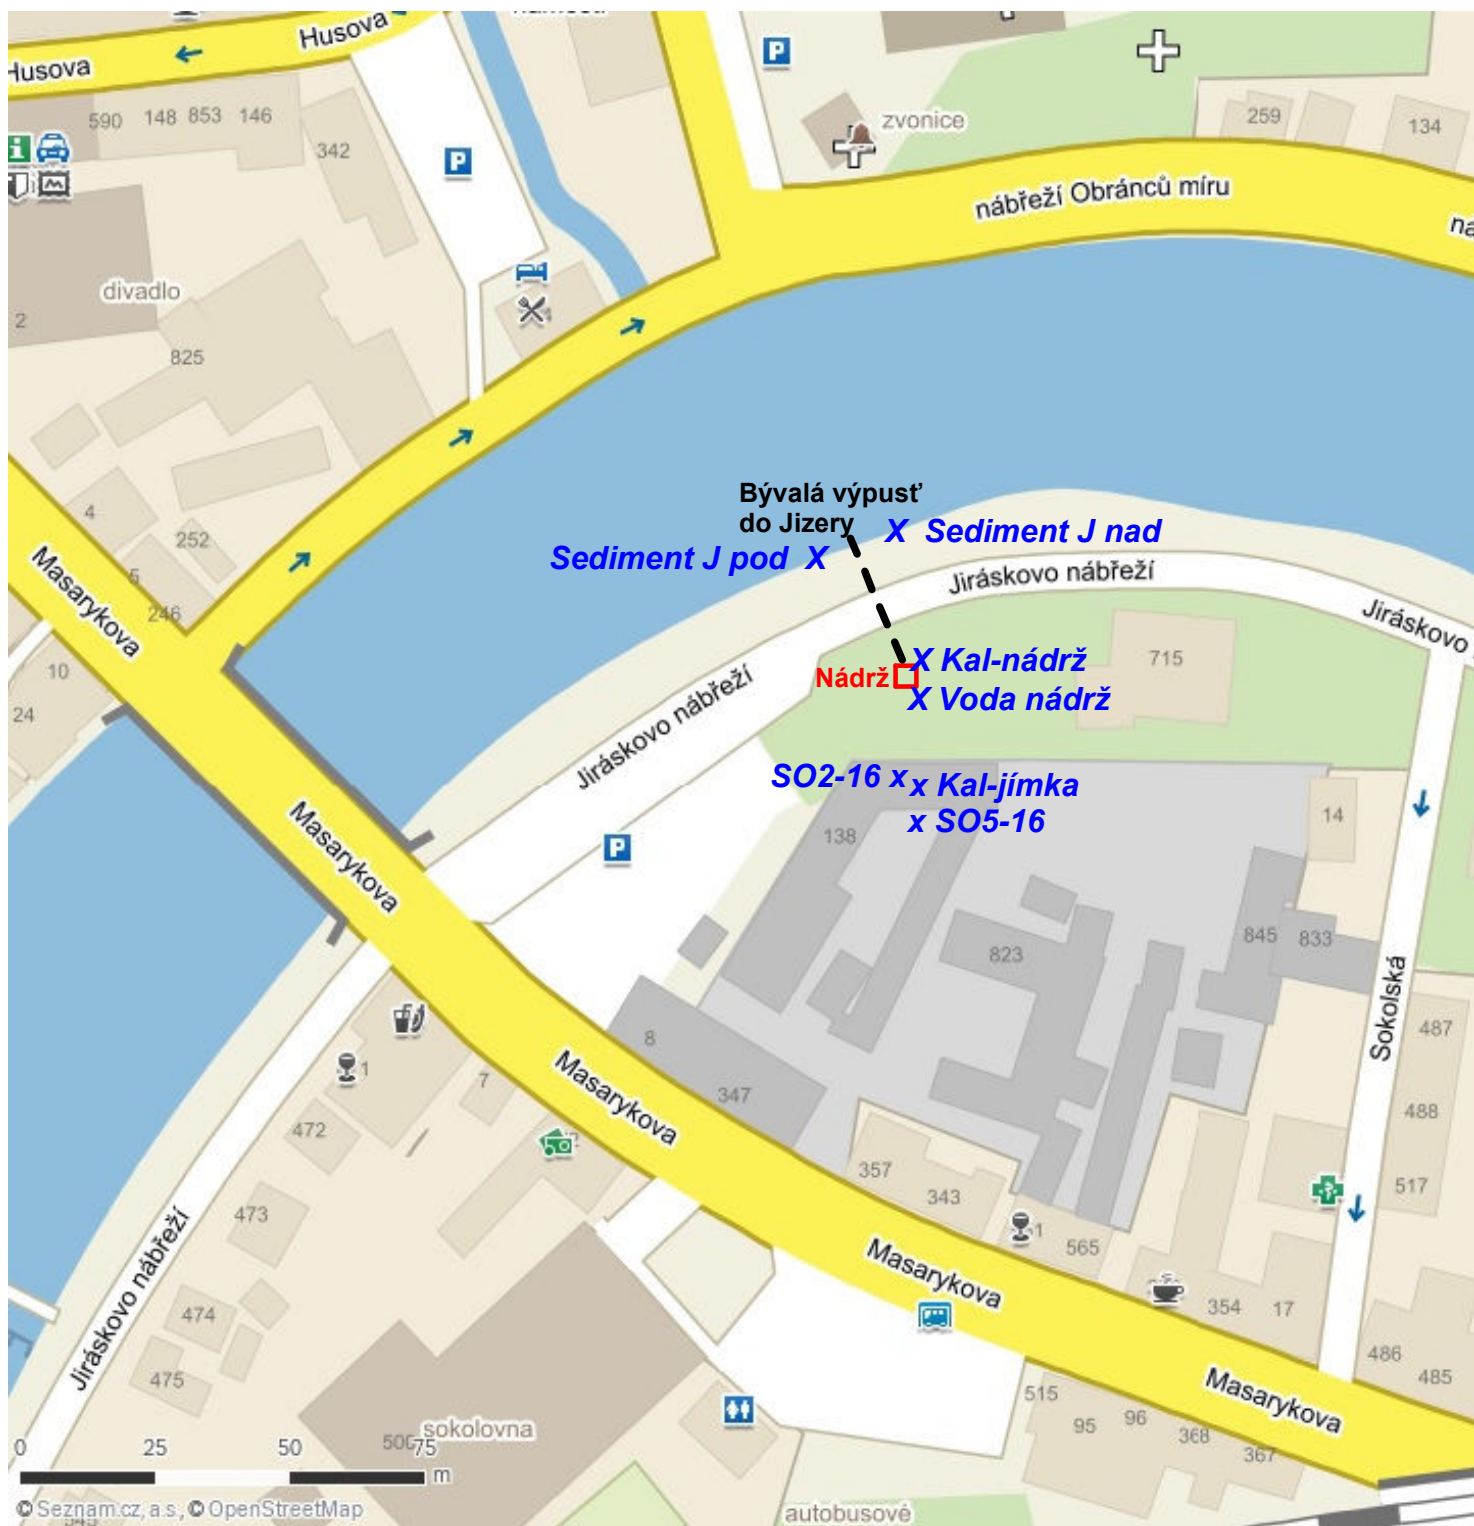 Husova
Husova
590
148
853
146
342
P
P
zvonice
259
134
nábřeží Obránců míru
divadlo
2
825
4
252
5
246
Masarykova
10
24
Bývalá výpusť
do Jizery
X Sediment J nad
Sediment J pod X
Jiráskovo nábřeží
Jiráskovo
715
X Kal-nádrž
Nádrž
X Voda nádrž
Jiráskovo nábřeží
SO2-16 x
x Kal-jímka
x SO5-16
14
138
P
Masarykova
823
845
833
Sokolská
8
347
487
488
517
1
7
472
Masarykova
357
343
1
565
473
Jiráskovo nábřeží
474
475
Masarykova
354
17
486
485
Masarykova
515
95
96
368
367
sokolovna
500
0
25
50
75
m
© Seznam.cz, a.s., © OpenStreetMap
autobusové